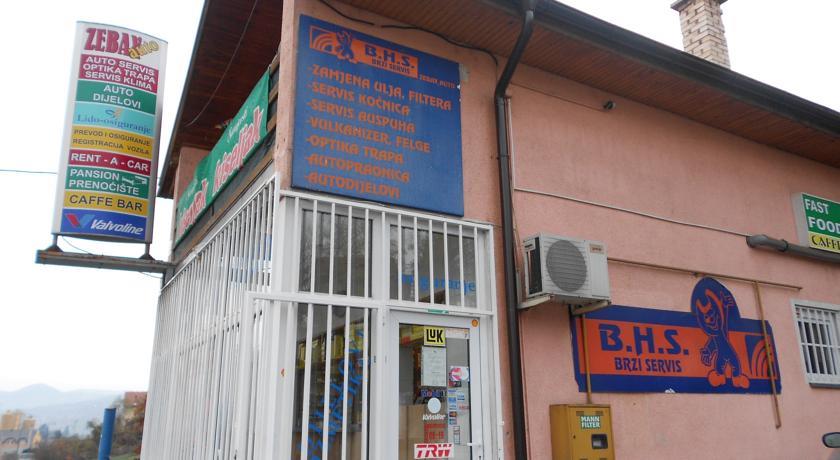 ZEBAX
auto
AUTO SERVIS
OPTIKA TRAPA
SERVIS KLIMA
AUTO
DIJELOVI
Lido-osiguranje
PREVOD I OSIGURANJE
REGISTRACIJA VOZILA
RENT - A - CAR
PANSION
PRENOĆIŠTE
CAFFE BAR
Valvoline
B.H.S.
BRZI SERVIS
ZEBAX AUTO
-ZAMJENA ULJA, FILTERA
-SERVIS KOČNICA
-SERVIS AUSPUHA
-VULKANIZER, FELGE
-OPTIKA TRAPA
-AUTOPRAONICA
-AUTODIJELOVI
LUK
Valvoline
TRW
B.H.S.
BRZI SERVIS
MANN
FILTER
FAST
FOOD
CAFFE